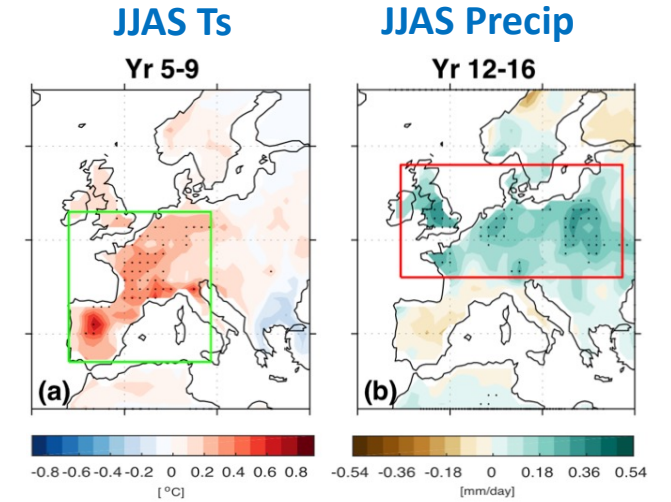 JJAS Ts
JJAS Precip
Yr 5-9
Yr 12-16
(a)
(b)
-0.8 -0.6 -0.4 -0.2 0 0.2 0.4 0.6 0.8
[ °C]
-0.54 -0.36 -0.18 0 0.18 0.36 0.54
[mm/day]